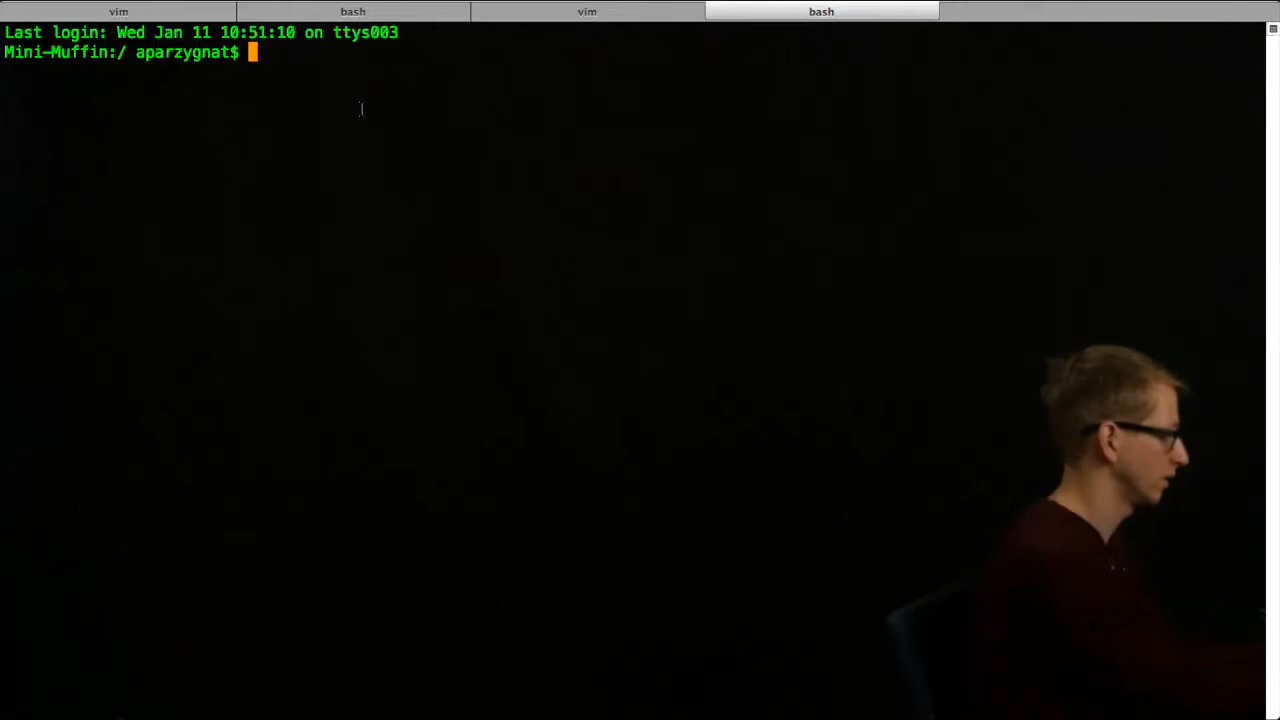 vim bash vim bash
Last login: Wed Jan 11 10:51:10 on ttys003
Mini-Muffin:/ aparzygnat$